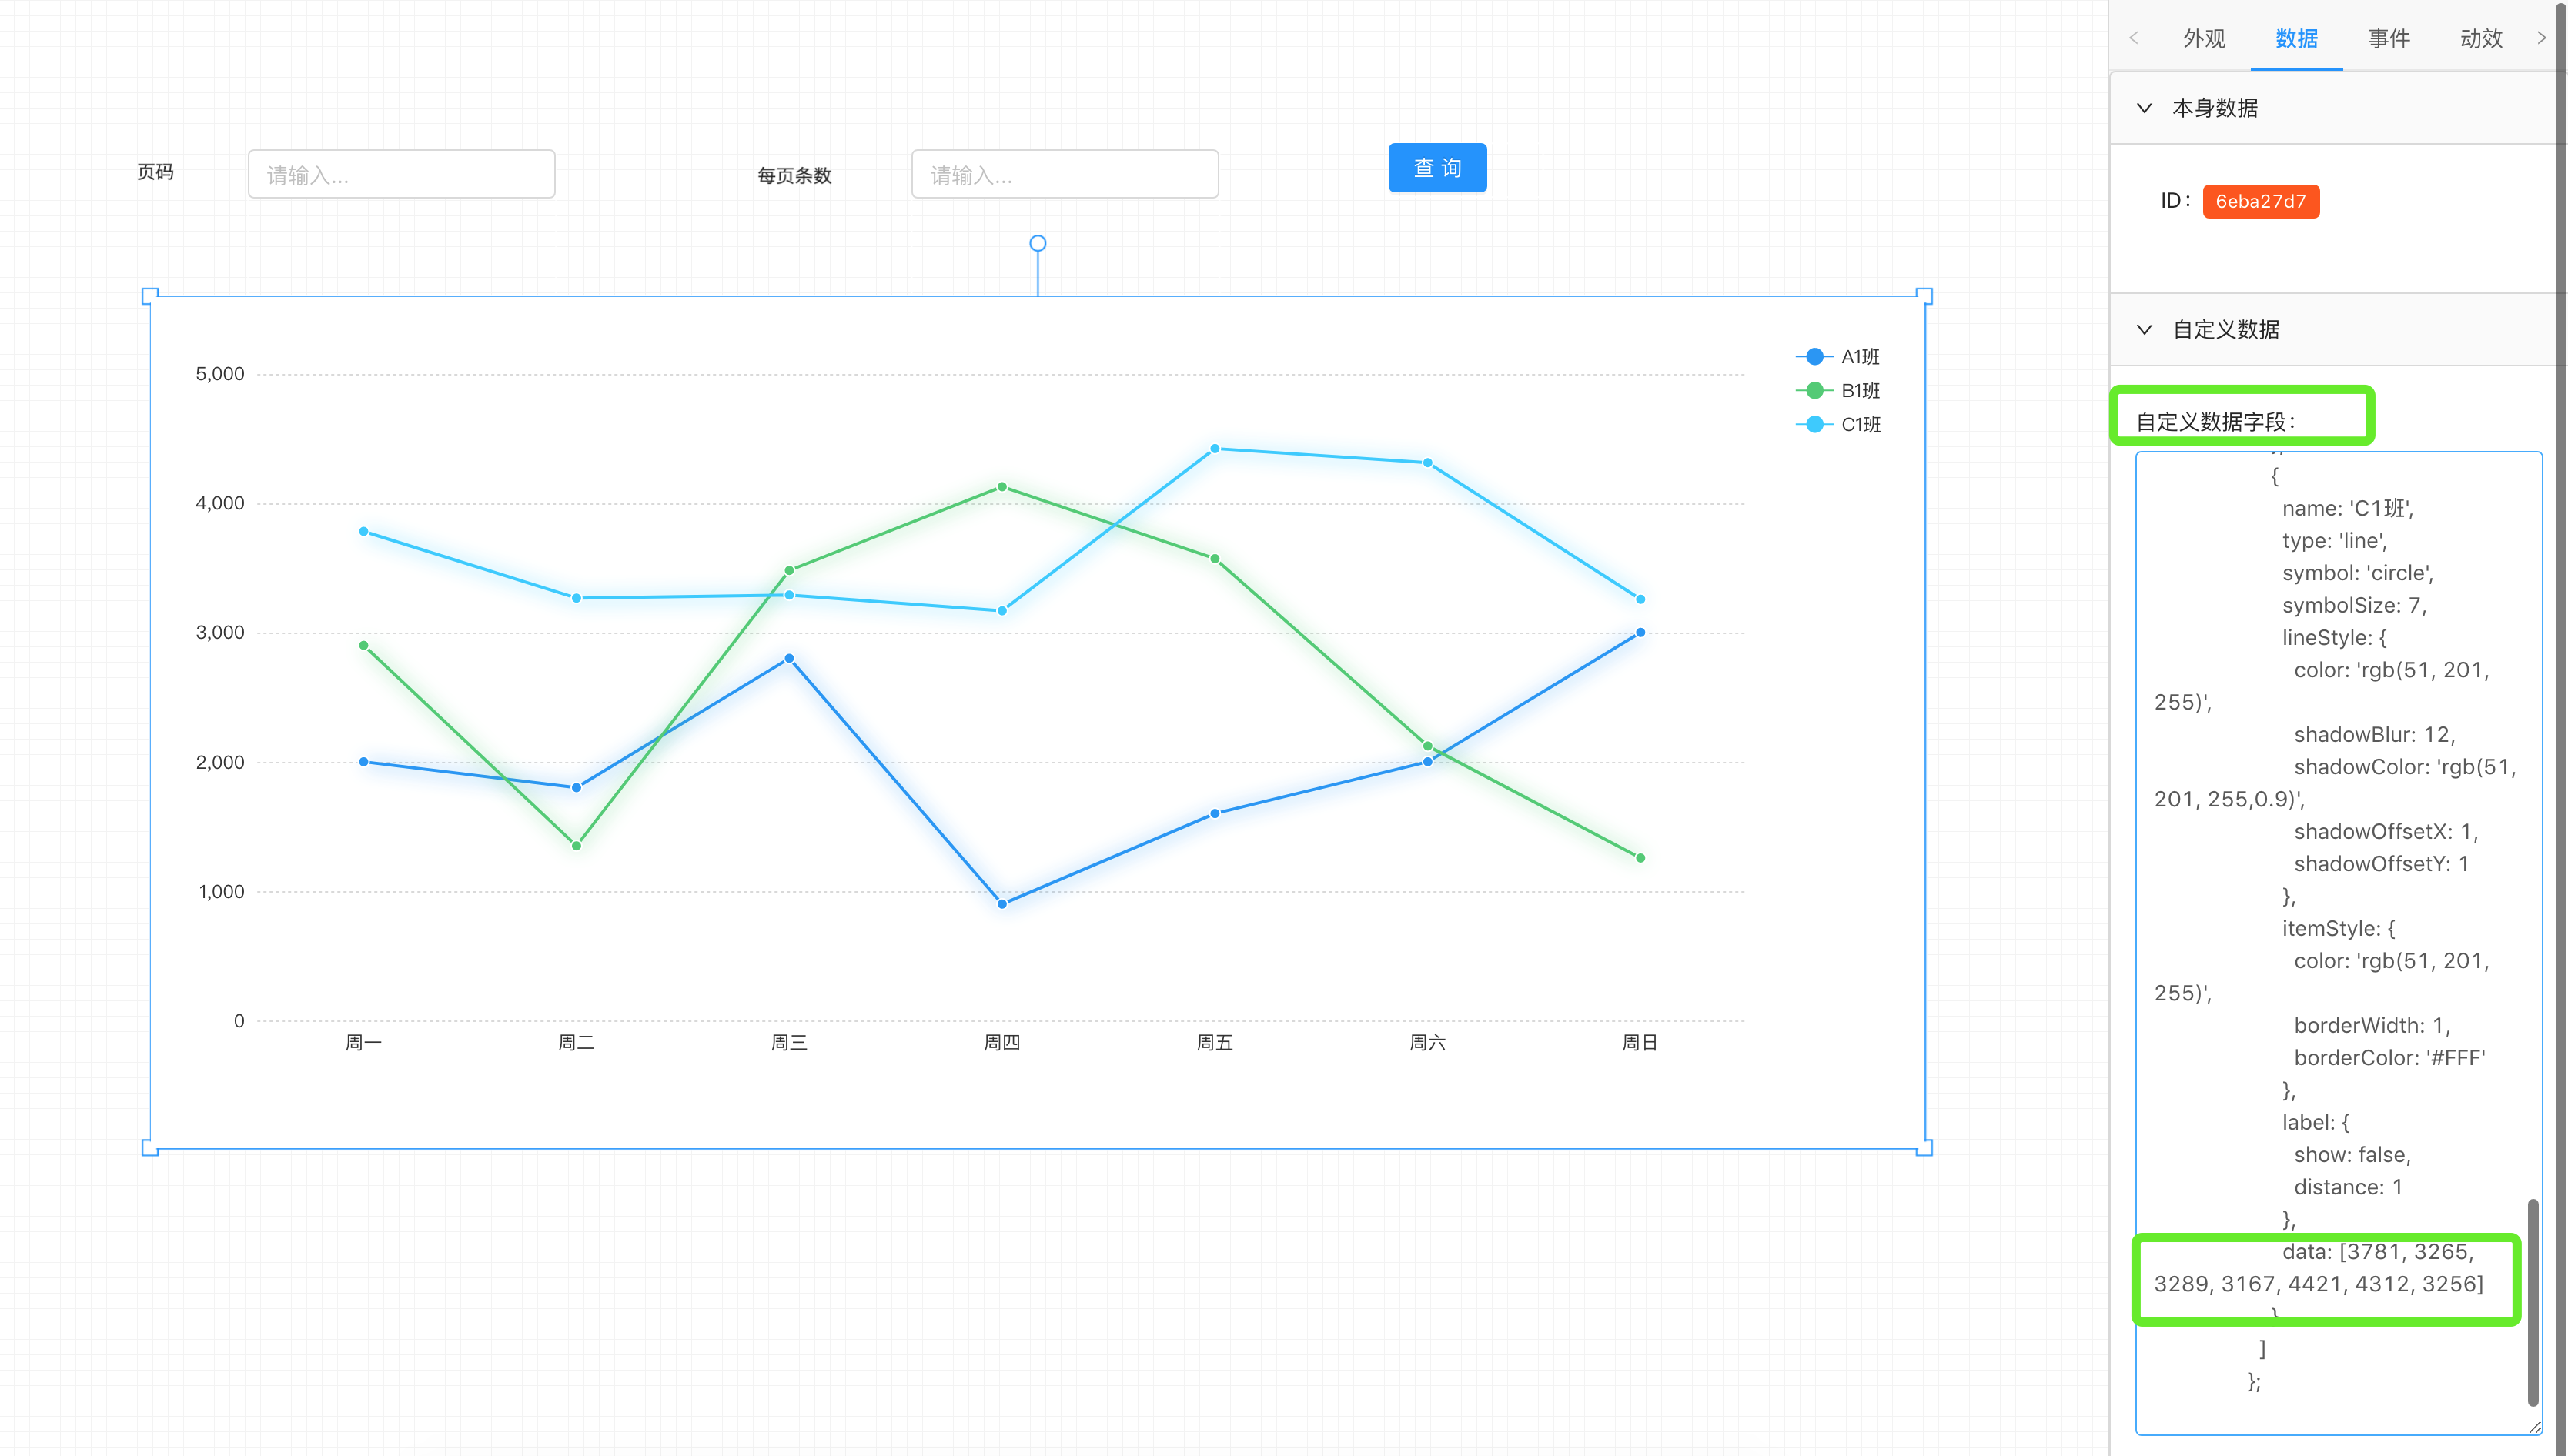 外观 数据 事件 动效
本身数据
ID： 6eba27d7
自定义数据
自定义数据字段：
页码 请输入... 每页条数 请输入... 查 询
A1班
B1班
C1班
5,000
4,000
3,000
2,000
1,000
0
周一 周二 周三 周四 周五 周六 周日
{
name: 'C1班',
type: 'line',
symbol: 'circle',
symbolSize: 7,
lineStyle: {
color: 'rgb(51, 201,
255)',
shadowBlur: 12,
shadowColor: 'rgb(51,
201, 255,0.9)',
shadowOffsetX: 1,
shadowOffsetY: 1
},
itemStyle: {
color: 'rgb(51, 201,
255)',
borderWidth: 1,
borderColor: '#FFF'
},
label: {
show: false,
distance: 1
},
data: [3781, 3265,
3289, 3167, 4421, 4312, 3256]
}
]
};